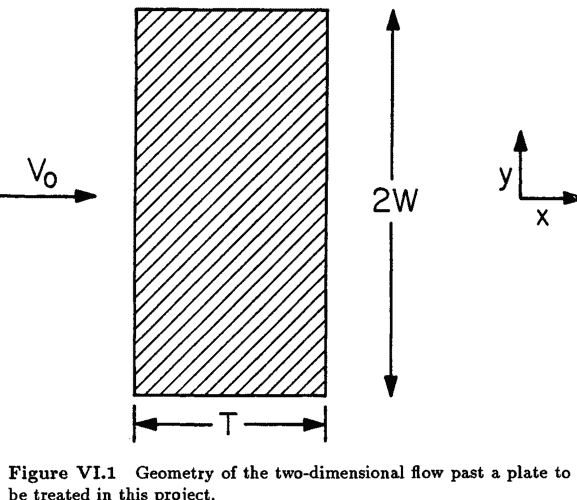 V₀
2W
y
x
T
Figure VI.1 Geometry of the two-dimensional flow past a plate to
be treated in this project.